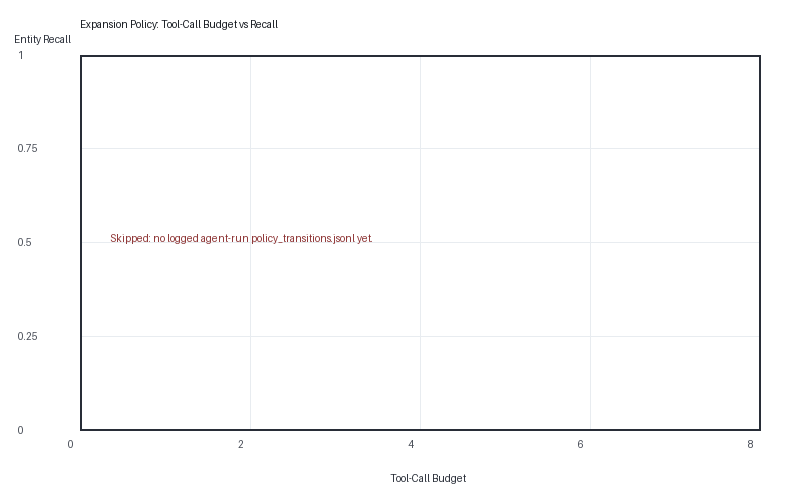 Expansion Policy: Tool-Call Budget vs Recall
Entity Recall
1
0.75
Skipped: no logged agent-run policy_transitions.jsonl yet.
0.5
0.25
0
0 2 4 6 8
Tool-Call Budget